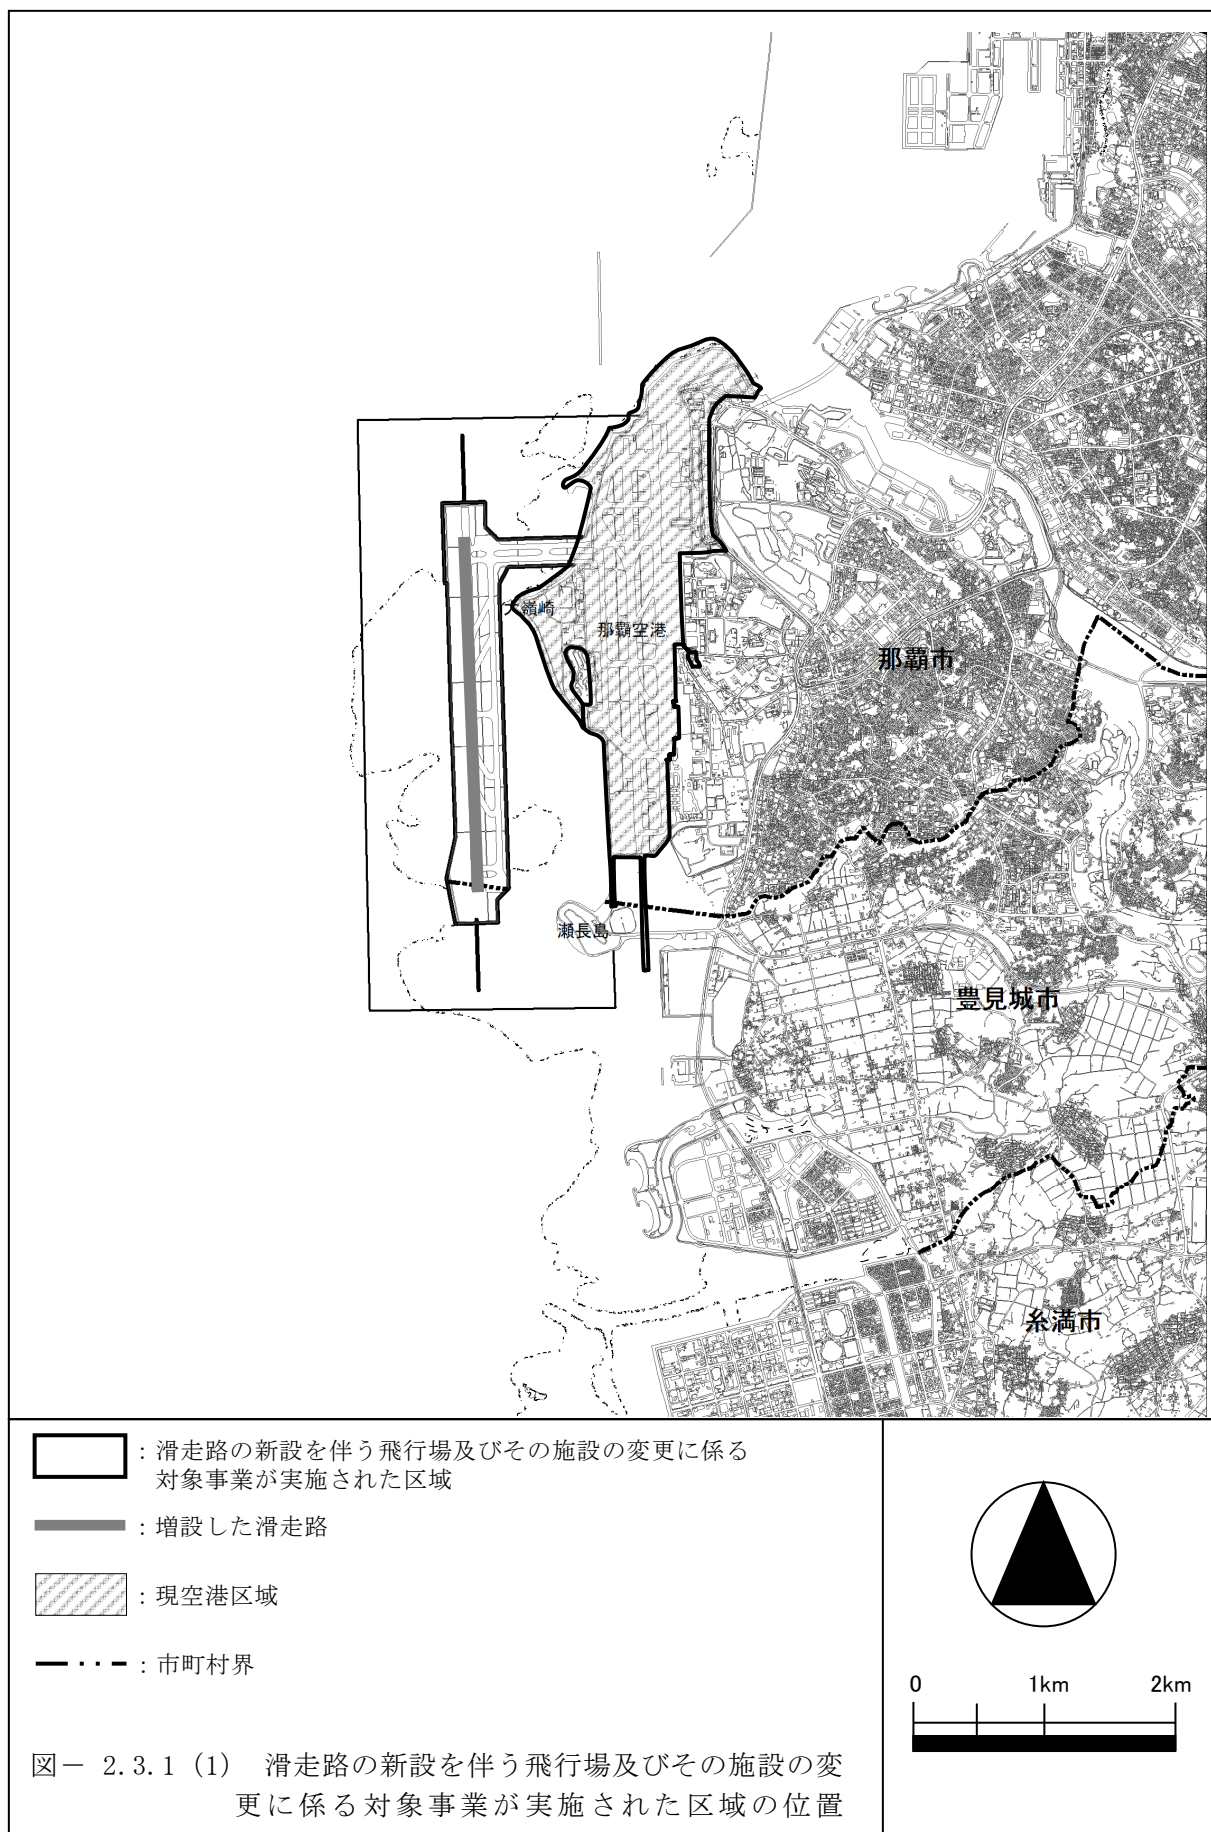 大嶺崎
那覇空港
那覇市
瀬長島
豊見城市
糸満市
：滑走路の新設を伴う飛行場及びその施設の変更に係る
対象事業が実施された区域
：増設した滑走路
：現空港区域
：市町村界
0 1km 2km
図－ 2.3.1 (1) 滑走路の新設を伴う飛行場及びその施設の変
更に係る対象事業が実施された区域の位置